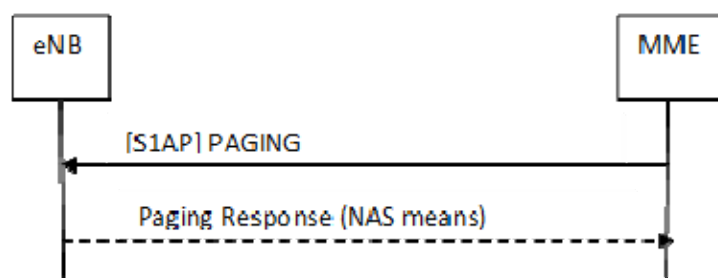 eNB
MME
[S1AP] PAGING
Paging Response (NAS means)